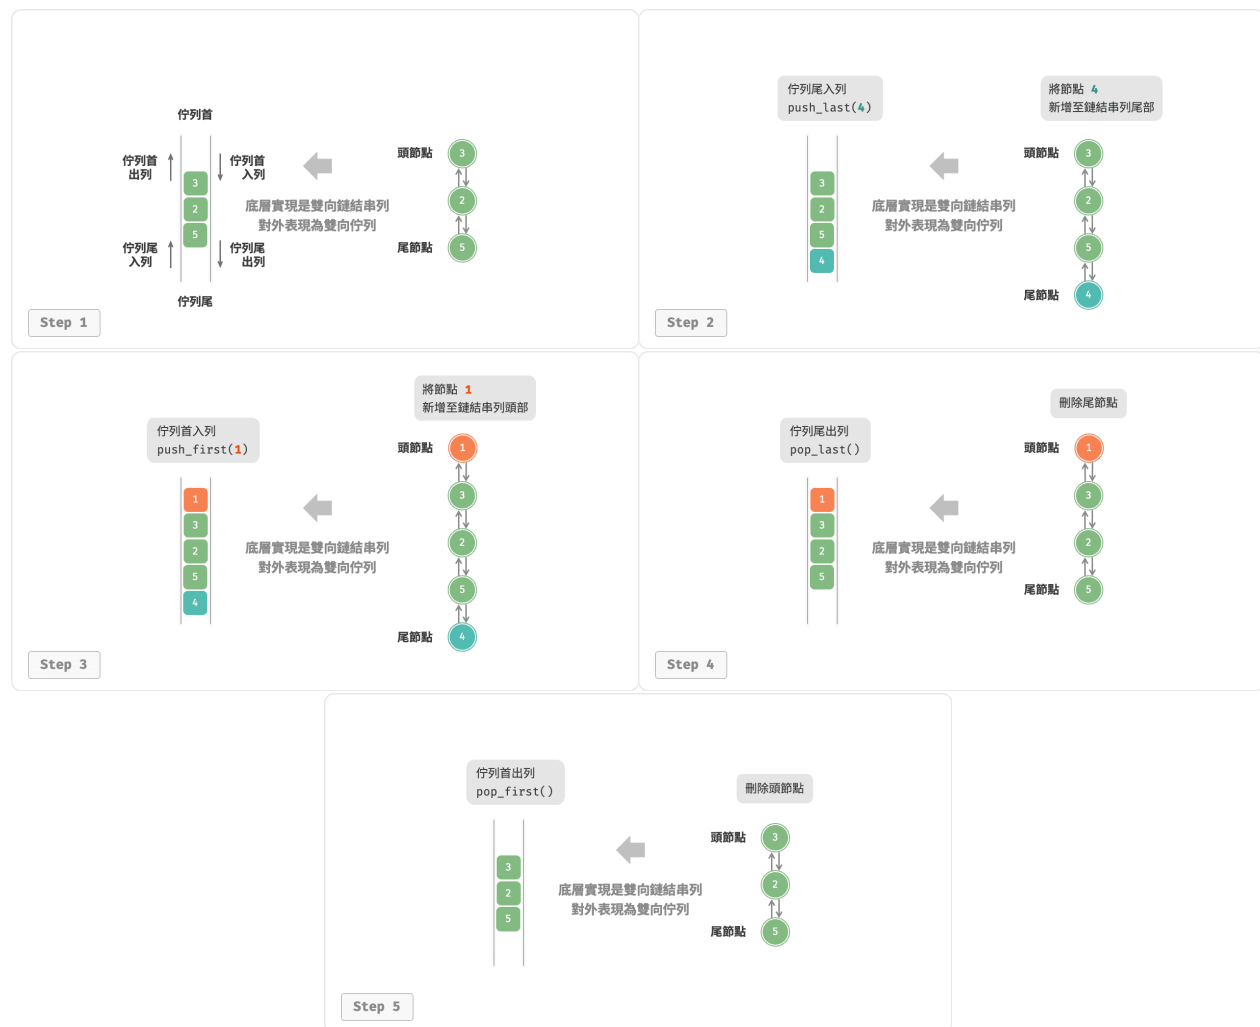 佇列首
佇列首
出列
佇列首
入列
3
2
5
佇列尾
入列
佇列尾
出列
佇列尾
底層實現是雙向鏈結串列
對外表現為雙向佇列
頭節點
3
2
尾節點
5
Step 1
佇列尾入列
push_last(4)
3
2
5
4
底層實現是雙向鏈結串列
對外表現為雙向佇列
將節點 4
新增至鏈結串列尾部
頭節點
3
2
5
尾節點
4
Step 2
佇列首入列
push_first(1)
1
3
2
5
4
底層實現是雙向鏈結串列
對外表現為雙向佇列
將節點 1
新增至鏈結串列頭部
頭節點
1
3
2
5
尾節點
4
Step 3
佇列尾出列
pop_last()
1
3
2
5
底層實現是雙向鏈結串列
對外表現為雙向佇列
刪除尾節點
頭節點
1
3
2
尾節點
5
Step 4
佇列首出列
pop_first()
3
2
5
底層實現是雙向鏈結串列
對外表現為雙向佇列
刪除頭節點
頭節點
3
2
尾節點
5
Step 5